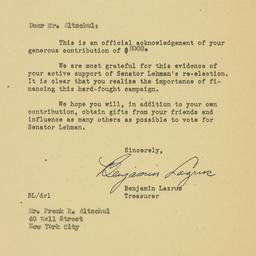 Dear Mr. Altschul:
This is an official acknowledgement of your
generous contribution of $
We are most grateful for this evidence of
your active support of Senator Lehman's re-election.
It is clear that you realize the importance of fi-
nancing this hard-fought campaign.
We hope you will, in addition to your own
contribution, obtain gifts from your friends and
influence as many others as possible to vote for
Senator Lehman.
Sincerely,
Benjamin Lazrus
Benjamin Lazrus
BL/drl Treasurer
Mr. Frank R. Altschul
40 Wall Street
New York City